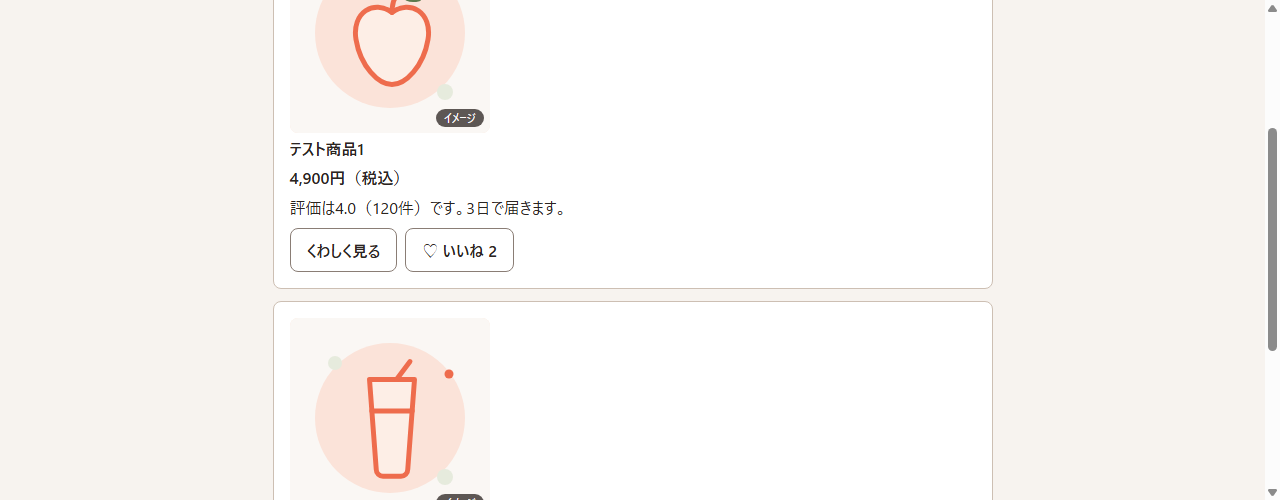 イメージ
テスト商品1
4,900円（税込）
評価は4.0（120件）です。3日で届きます。
くわしく見る
♡ いいね 2